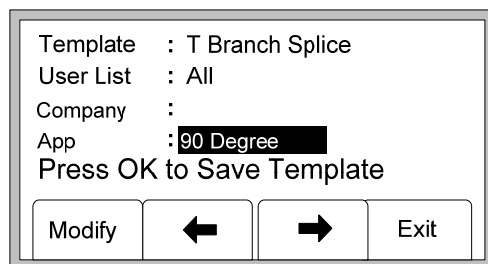 Template : T Branch Splice
User List : All
Company :
App : 90 Degree
Press OK to Save Template
Modify Exit